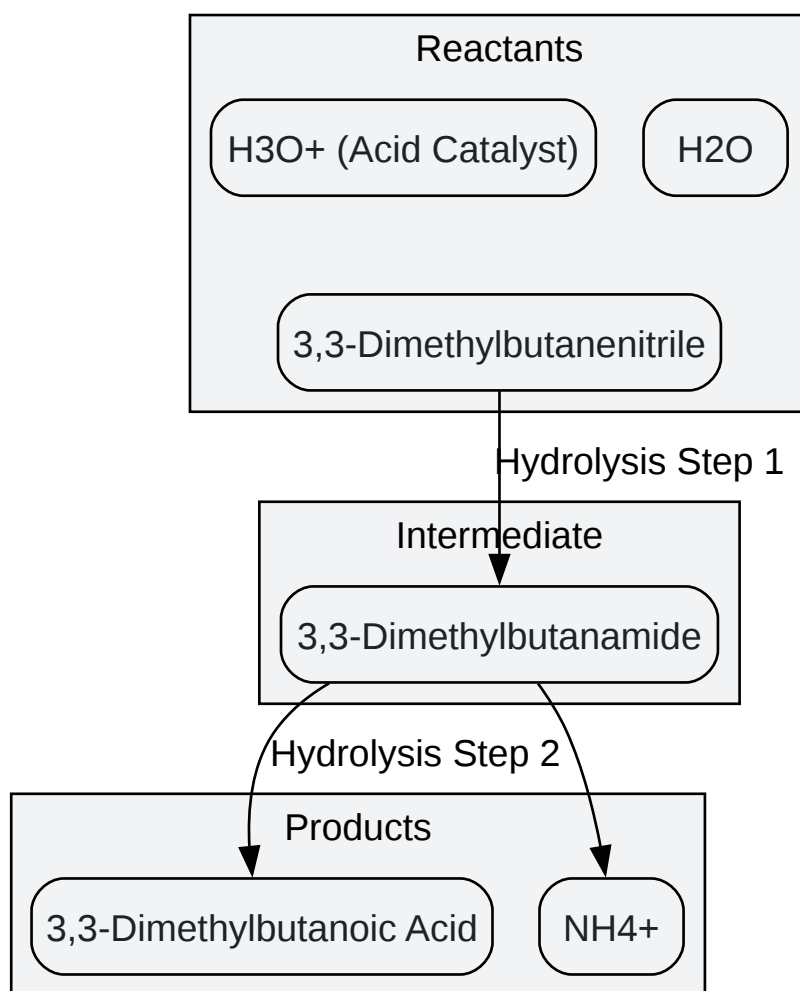 Reactants
H3O+ (Acid Catalyst)
H2O
3,3-Dimethylbutanenitrile
Hydrolysis Step 1
Intermediate
3,3-Dimethylbutanamide
Hydrolysis Step 2
Products
3,3-Dimethylbutanoic Acid
NH4+